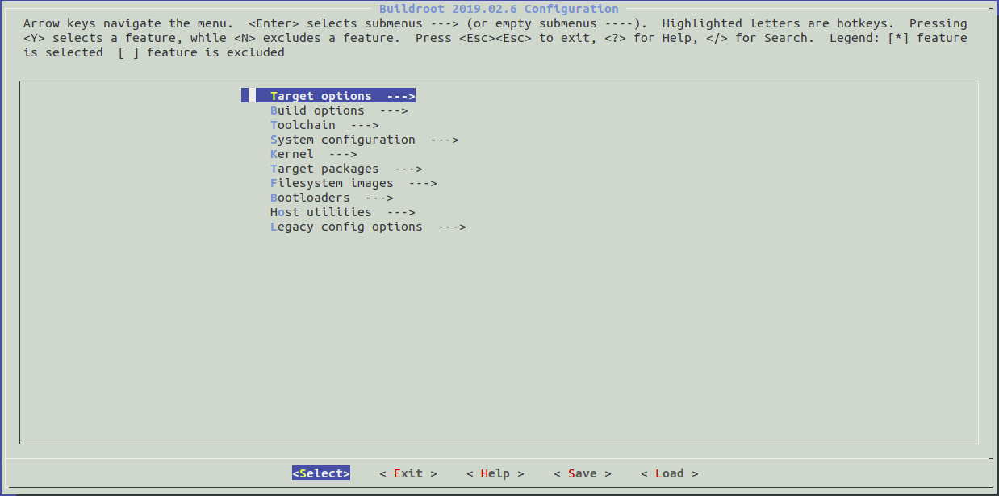 Buildroot 2019.02.6 Configuration
Arrow keys navigate the menu.  <Enter> selects submenus ---> (or empty submenus ----).  Highlighted letters are hotkeys.  Pressing
<Y> selects a feature, while <N> excludes a feature.  Press <Esc><Esc> to exit, <?> for Help, </> for Search.  Legend: [*] feature
is selected  [ ] feature is excluded
Target options  --->
Build options  --->
Toolchain  --->
System configuration  --->
Kernel  --->
Target packages  --->
Filesystem images  --->
Bootloaders  --->
Host utilities  --->
Legacy config options  --->
<Select>    < Exit >    < Help >    < Save >    < Load >